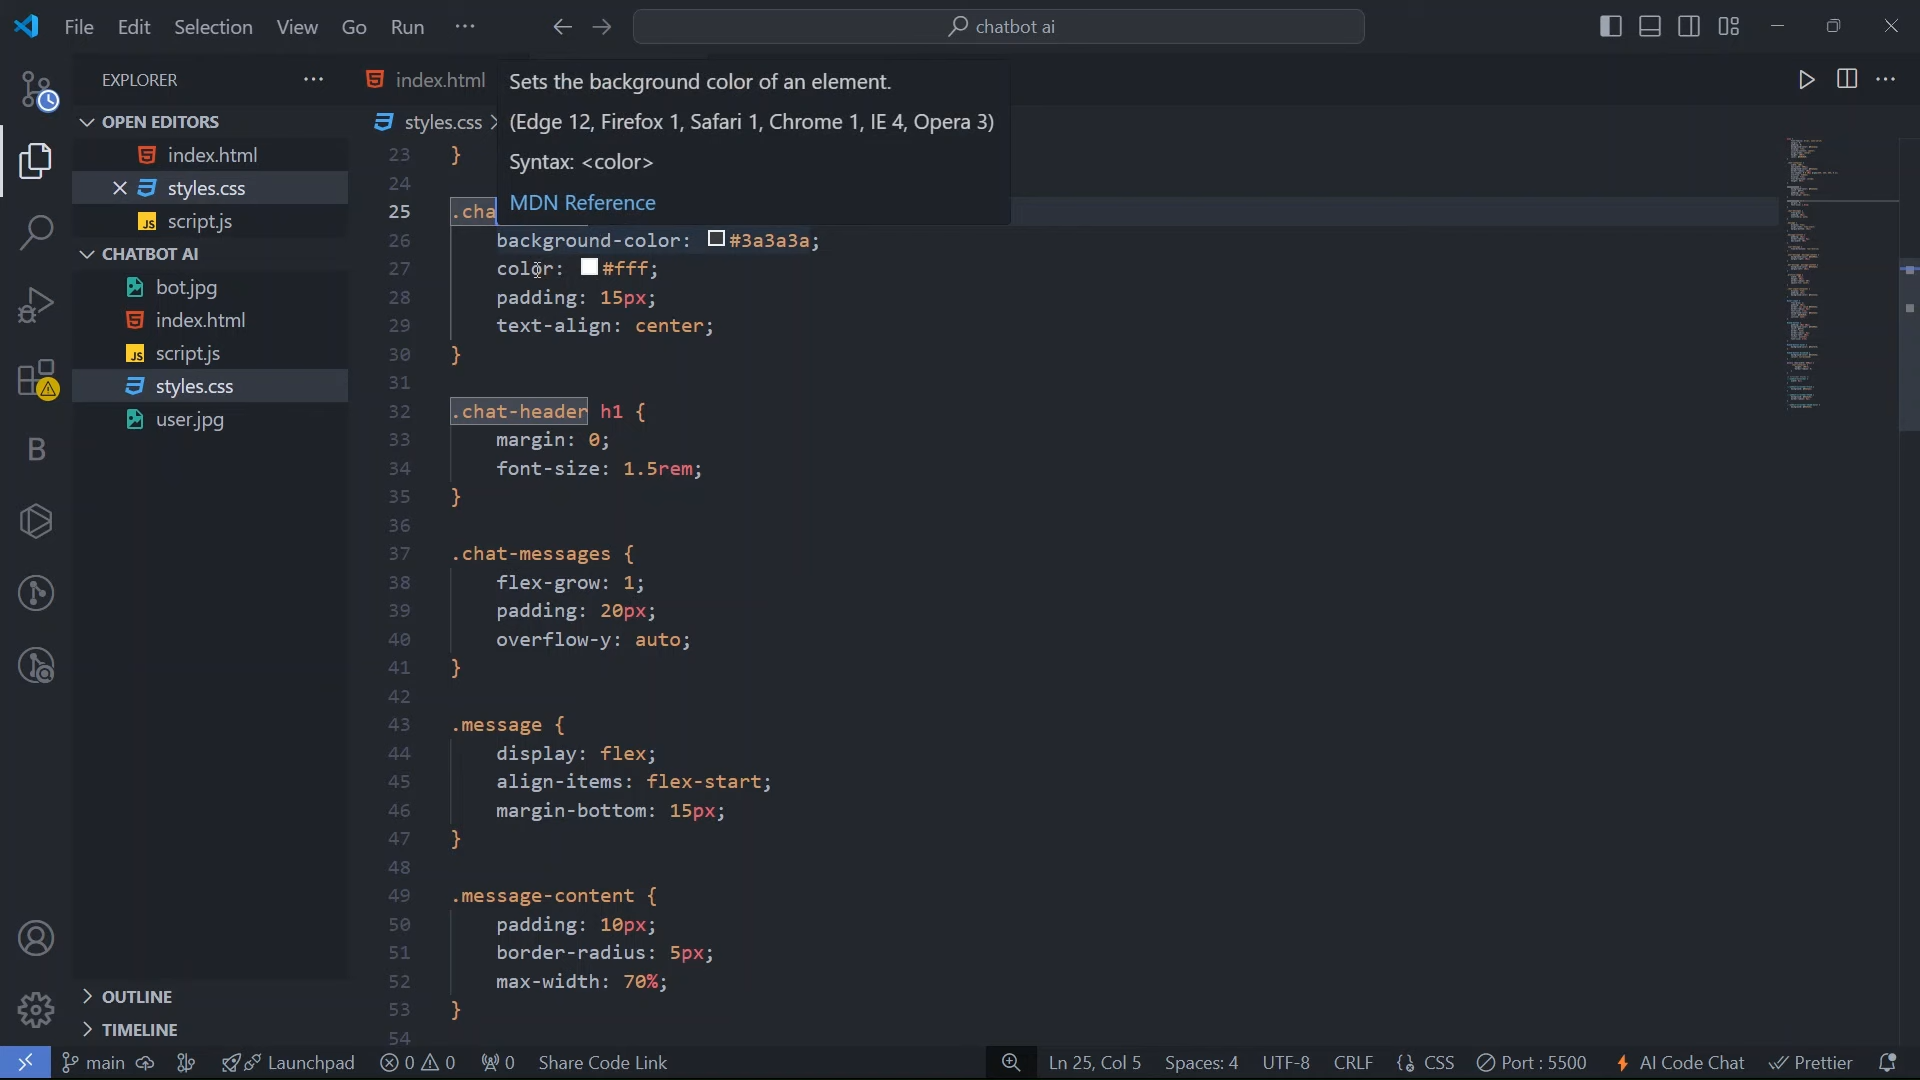 File Edit Selection View Go Run ···
chatbot ai
EXPLORER ···
OPEN EDITORS
index.html
styles.css
script.js
CHATBOT AI
bot.jpg
index.html
script.js
styles.css
user.jpg
B
OUTLINE
TIMELINE
index.html
styles.css >
Sets the background color of an element.
(Edge 12, Firefox 1, Safari 1, Chrome 1, IE 4, Opera 3)
Syntax: <color>
MDN Reference
23 }
24
25 .cha
26 background-color: #3a3a3a;
27 color: #fff;
28 padding: 15px;
29 text-align: center;
30 }
31
32 .chat-header h1 {
33 margin: 0;
34 font-size: 1.5rem;
35 }
36
37 .chat-messages {
38 flex-grow: 1;
39 padding: 20px;
40 overflow-y: auto;
41 }
42
43 .message {
44 display: flex;
45 align-items: flex-start;
46 margin-bottom: 15px;
47 }
48
49 .message-content {
50 padding: 10px;
51 border-radius: 5px;
52 max-width: 70%;
53 }
54
main Launchpad 0 0 0 Share Code Link Ln 25, Col 5 Spaces: 4 UTF-8 CRLF {} CSS Port : 5500 AI Code Chat Prettier